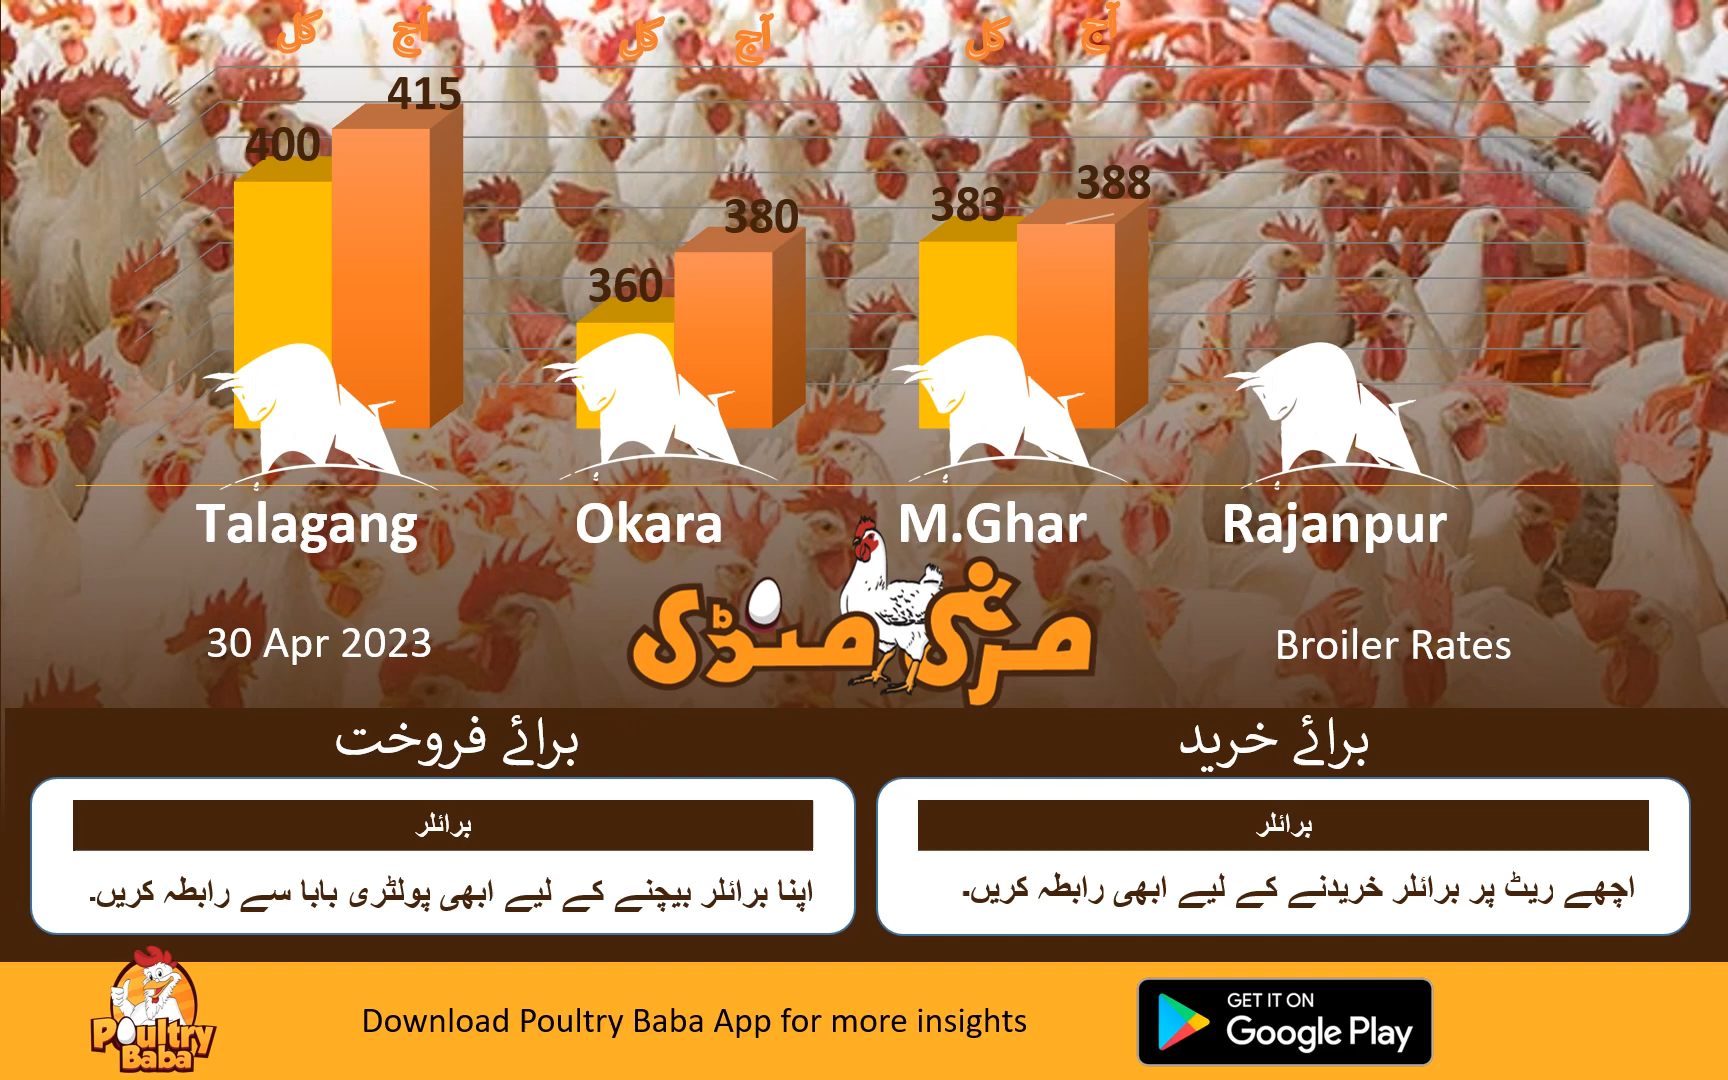 کل آج کل آج کل آج
400 415 360 380 383 388
Talagang Okara M.Ghar Rajanpur
مرغی منڈی
30 Apr 2023
Broiler Rates
برائے خرید
برائلر
اچھے ریٹ پر برائلر خریدنے کے لیے ابھی رابطہ کریں۔
برائے فروخت
برائلر
اپنا برائلر بیچنے کے لیے ابھی پولٹری بابا سے رابطہ کریں۔
Poultry
Baba
Download Poultry Baba App for more insights
GET IT ON
Google Play